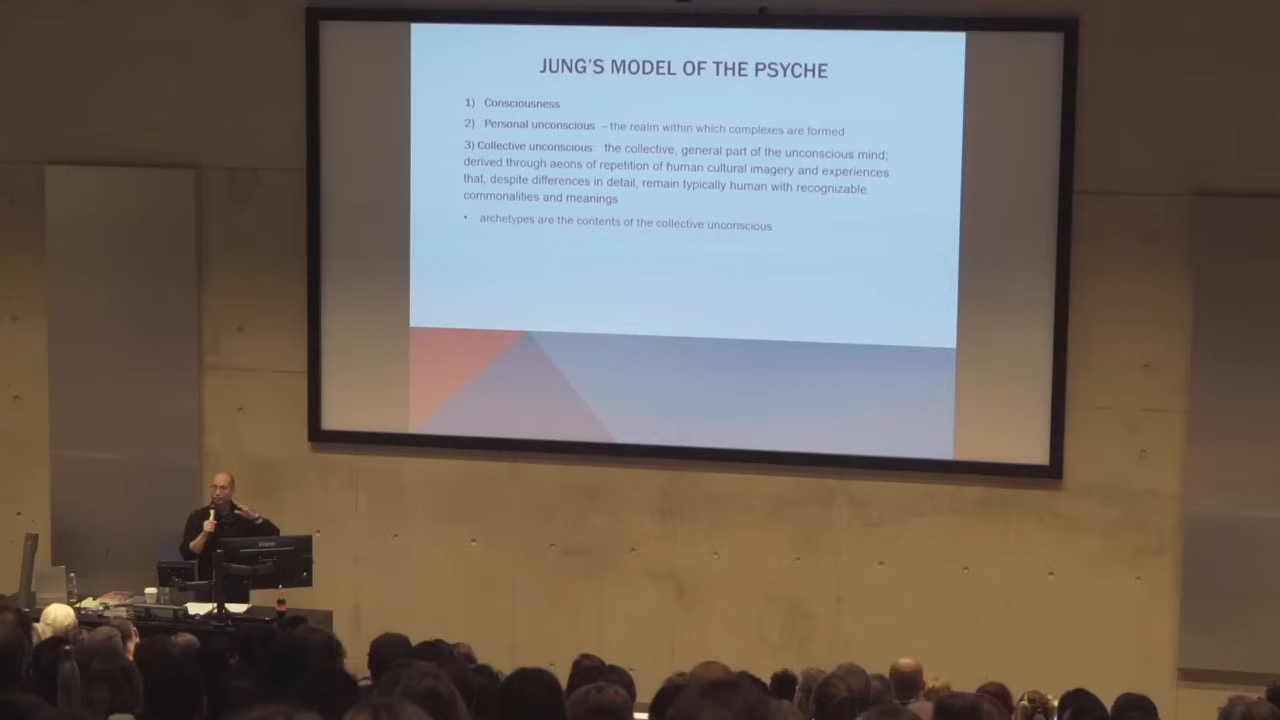 JUNG'S MODEL OF THE PSYCHE
1) Consciousness
2) Personal unconscious – the realm within which complexes are formed
3) Collective unconscious: the collective, general part of the unconscious mind;
derived through aeons of repetition of human cultural imagery and experiences
that, despite differences in detail, remain typically human with recognizable
commonalities and meanings
• archetypes are the contents of the collective unconscious